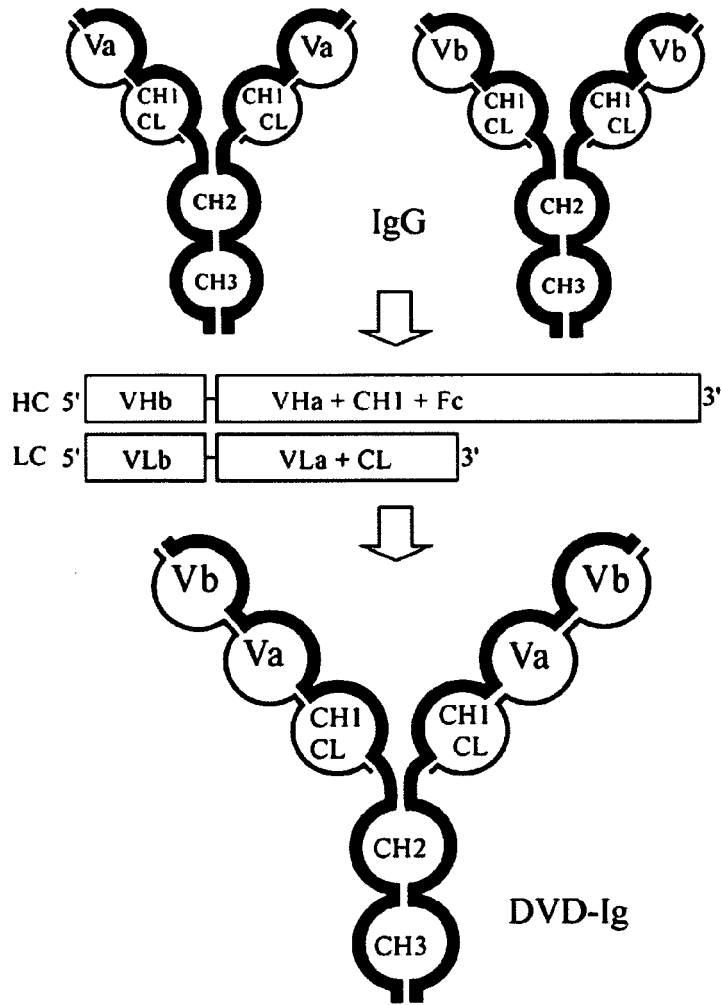 Va Va Vb Vb
CH1 CH1 CH1 CH1
CL CL CL CL
CH2 CH2
IgG
CH3 CH3
HC 5' VHb VHa + CH1 + Fc 3'
LC 5' VLb VLa + CL 3'
Vb Vb
Va Va
CH1 CH1
CL CL
CH2
DVD-Ig
CH3